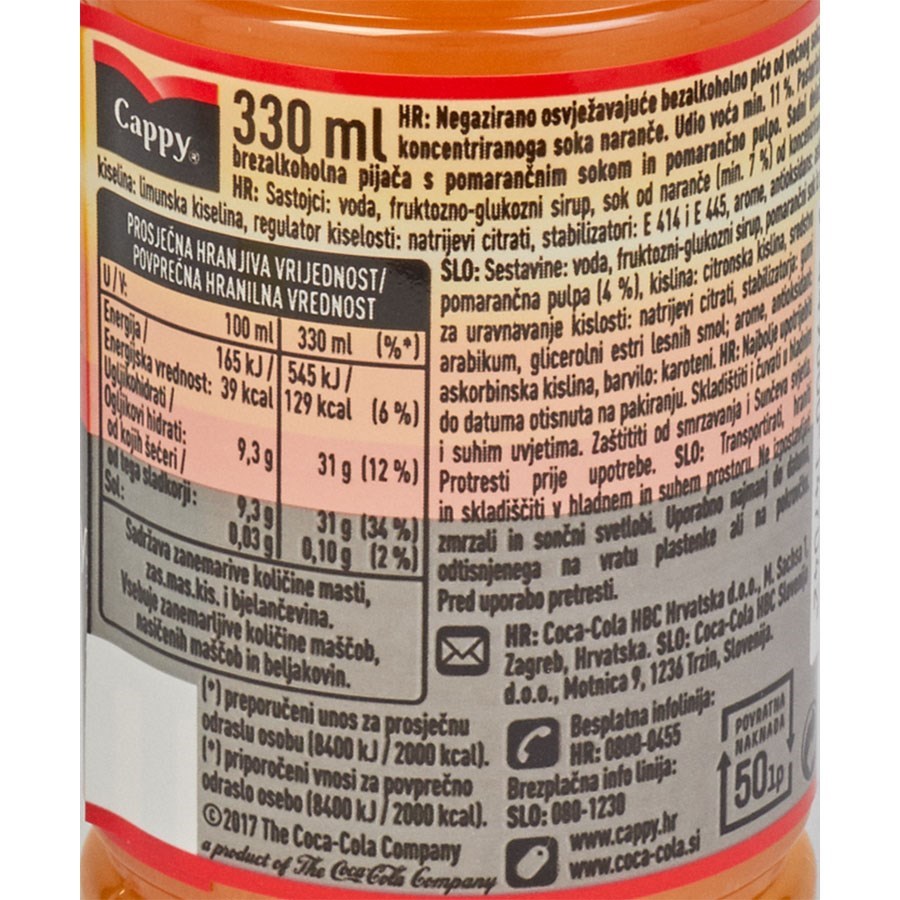 Cappy®
330 ml
HR: Negazirano osvježavajuće bezalkoholno piće od voćnog
koncentriranoga soka naranče. Udio voća min. 11 %.
brezalkoholna pijača s pomarančnim sokom in pomarančno pulpo. Sadni
HR: Sastojci: voda, fruktozno-glukozni sirup, sok od naranče (min. 7 %) od
kiselina: limunska kiselina, regulator kiselosti: natrijevi citrati, stabilizatori: E 414 i E 445, arome, antioksidans:
SLO: Sestavine: voda, fruktozni-glukozni sirup, pomarančni sok
pomarančna pulpa (4 %), kislina: citronska kislina, sredstvo
za uravnavanje kislosti: natrijevi citrati, stabilizatorja: gumi
arabikum, glicerolni estri lesnih smol; arome, antioksidant:
askorbinska kislina, barvilo: karoteni. HR: Najbolje upotrijebiti
do datuma otisnuta na pakiranju. Skladištiti i čuvati u hladnim
i suhim uvjetima. Zaštititi od smrzavanja i Sunčeva svjetla.
Protresti prije upotrebe. SLO: Transportirati, hraniti
in skladiščiti v hladnem in suhem prostoru. Ne izpostavljajte
zmrzali in sončni svetlobi. Uporabno najmanj do datuma,
odtisnjenega na vratu plastenke ali na pokrovčku.
Pred uporabo pretresti.
PROSJEČNA HRANJIVA VRIJEDNOST/
POVPREČNA HRANILNA VREDNOST
U/V: 100 ml 330 ml (%*)
Energija/ 165 kJ/ 545 kJ/
Energijska vrednost: 39 kcal 129 kcal (6 %)
Ugljikohidrati/
Ogljikovi hidrati: 9,3 g 31 g (12 %)
od kojih šećeri/
od tega sladkorji: 9,3 g 31 g (34 %)
Sol: 0,03 g 0,10 g (2 %)
Sadržava zanemarive količine masti,
zas.mas.kis. i bjelančevina.
Vsebuje zanemarljive količine maščob,
nasičenih maščob in beljakovin.
(*) preporučeni unos za prosječnu
odraslu osobu (8400 kJ / 2000 kcal).
(*) priporočeni vnosi za povprečno
odraslo osebo (8400 kJ / 2000 kcal).
©2017 The Coca-Cola Company
a product of The Coca-Cola Company
HR: Coca-Cola HBC Hrvatska d.o.o., M. Sachsa 1,
Zagreb, Hrvatska. SLO: Coca-Cola HBC Slovenija
d.o.o., Motnica 9, 1236 Trzin, Slovenija.
Besplatna infolinija:
HR: 0800-0455
Brezplačna info linija:
SLO: 080-1230
www.cappy.hr
www.coca-cola.si
POVRATNA
NAKNADA
50lp